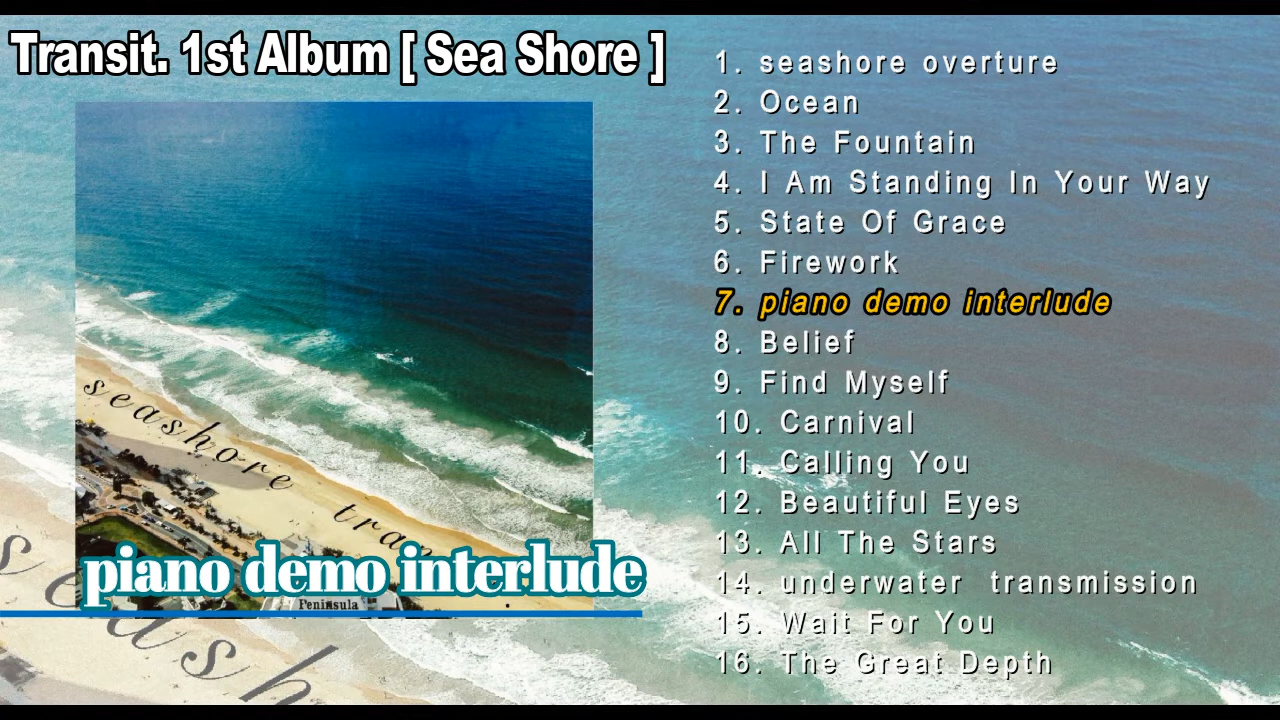 Transit. 1st Album [ Sea Shore ]
seashore tran
piano demo interlude
Peninsula
seash
1. seashore overture
2. Ocean
3. The Fountain
4. I Am Standing In Your Way
5. State Of Grace
6. Firework
7. piano demo interlude
8. Belief
9. Find Myself
10. Carnival
11. Calling You
12. Beautiful Eyes
13. All The Stars
14. underwater transmission
15. Wait For You
16. The Great Depth